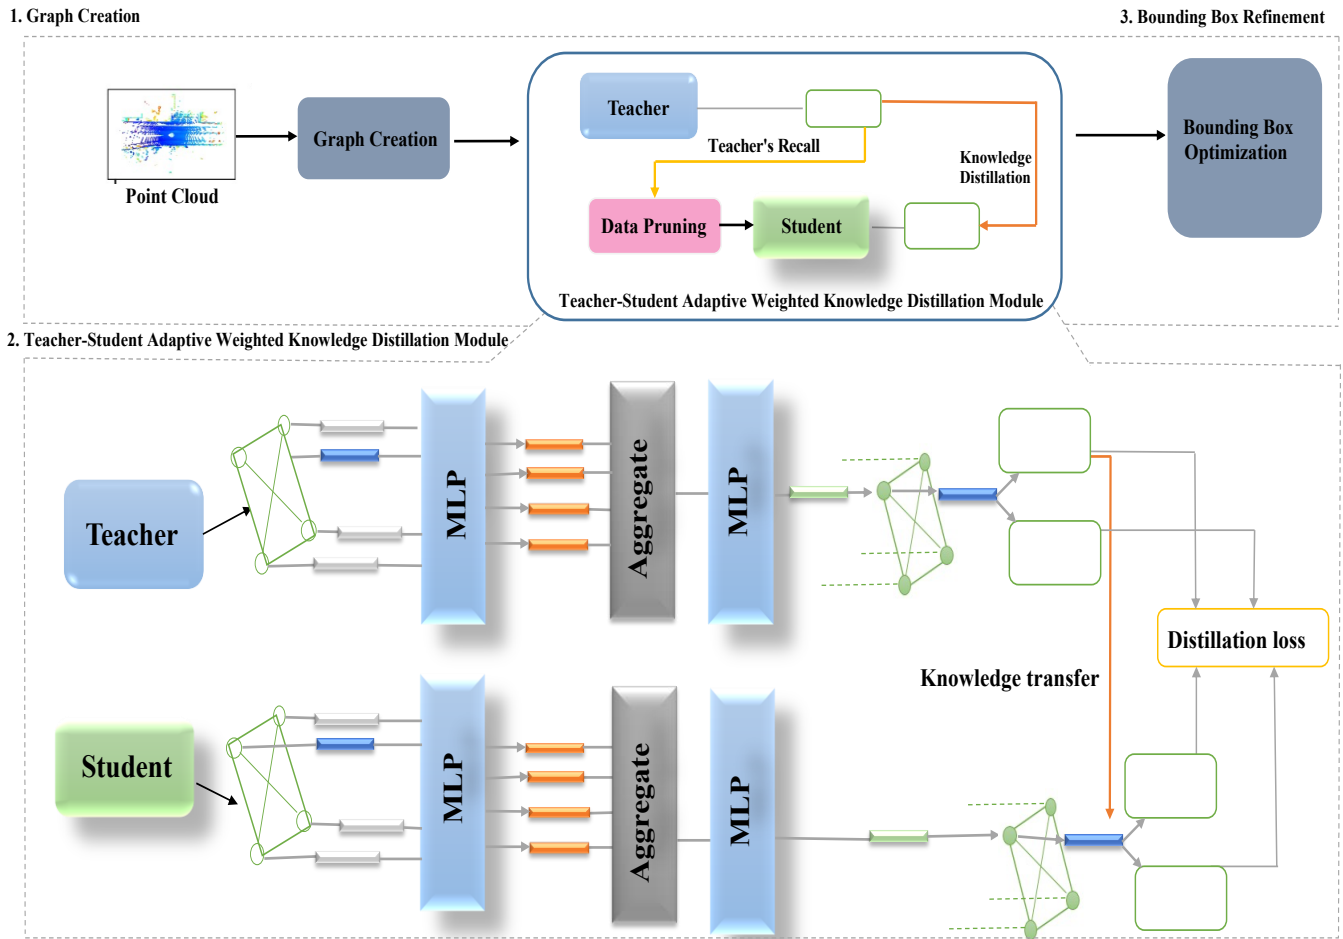 1. Graph Creation
3. Bounding Box Refinement
Teacher
Graph Creation
Bounding Box
Optimization
Teacher's Recall
Knowledge
Distillation
Point Cloud
Data Pruning
Student
Teacher-Student Adaptive Weighted Knowledge Distillation Module
2. Teacher-Student Adaptive Weighted Knowledge Distillation Module
Teacher
MLP
Aggregate
MLP
Distillation loss
Knowledge transfer
Student
MLP
Aggregate
MLP